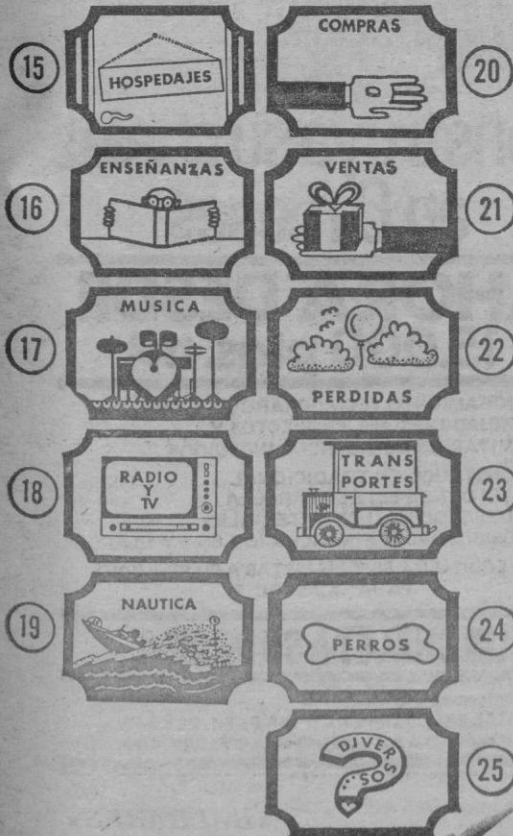 15
HOSPEDAJES
16
ENSEÑANZAS
17
MUSICA
18
RADIO
Y
TV
19
NAUTICA
COMPRAS
20
VENTAS
21
22
PERDIDAS
TRANS
PORTES
23
24
PERROS
DIVER
SOS
25